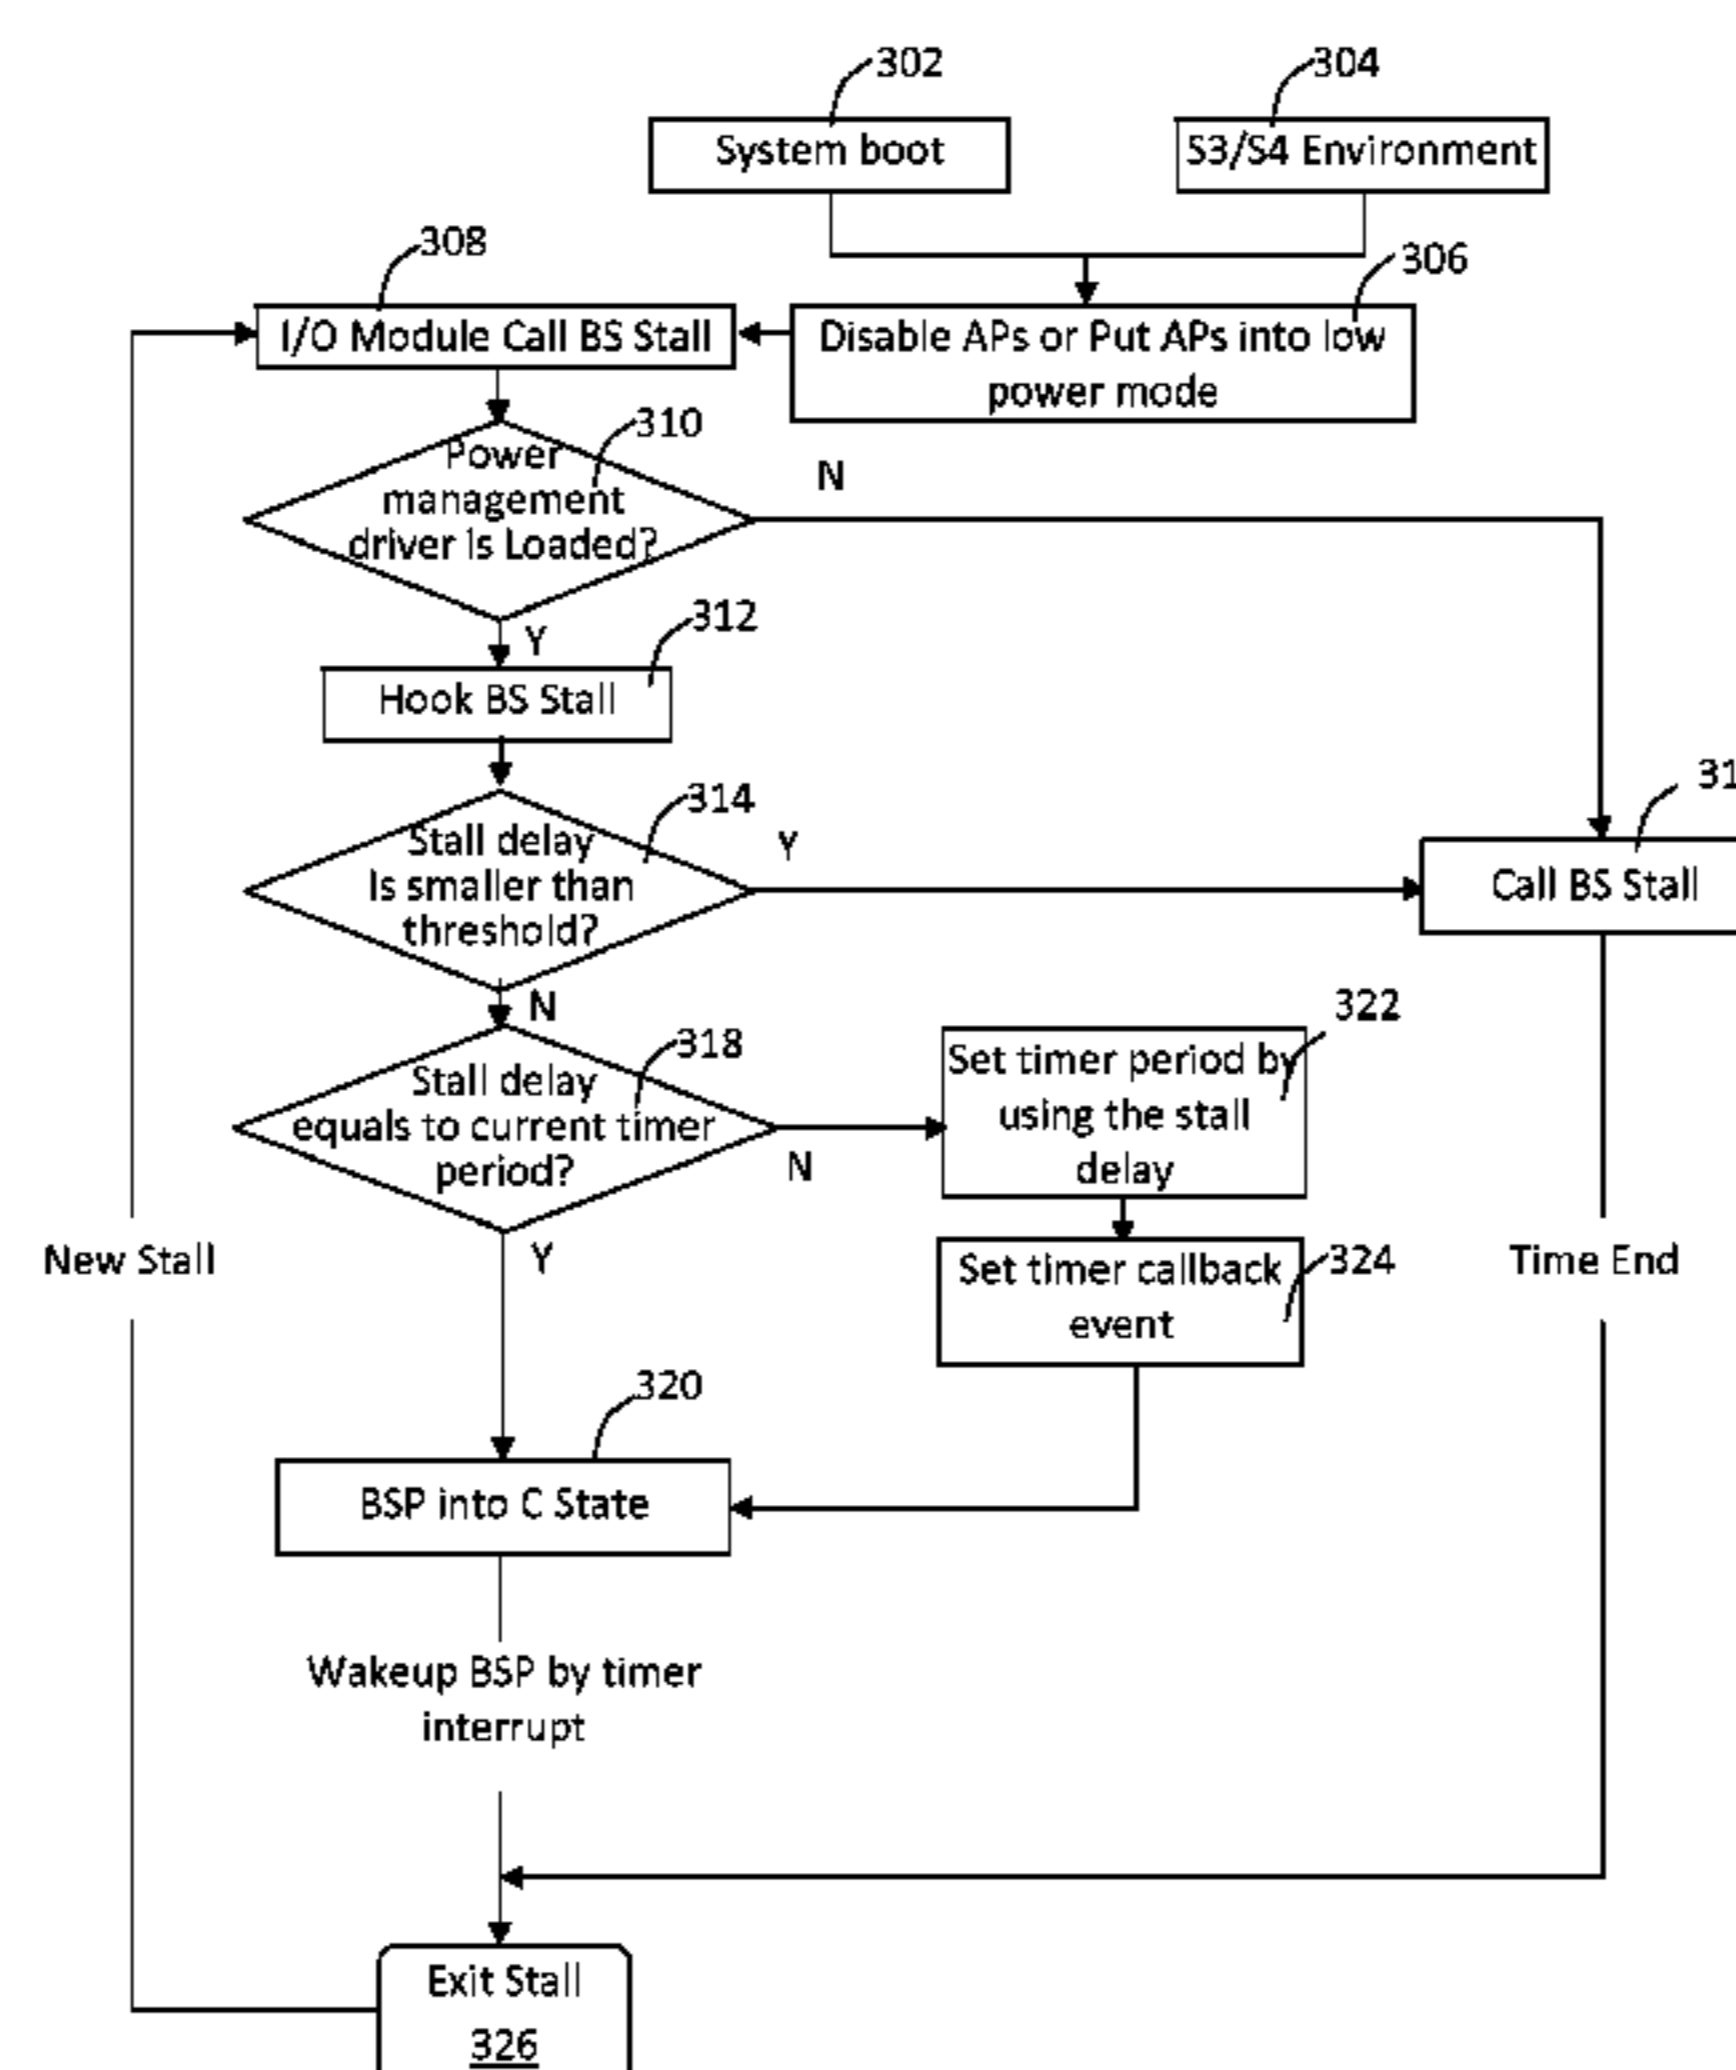 302
304
System boot
S3/S4 Environment
308
306
I/O Module Call BS Stall
Disable APs or Put APs into low
power mode
310
Power
management
driver is Loaded?
N
312
Y
Hook BS Stall
314
Stall delay
Is smaller than
threshold?
Y
Call BS Stall
N
318
Stall delay
equals to current timer
period?
N
322
Set timer period by
using the stall
delay
Y
324
Set timer callback
event
New Stall
Time End
320
BSP into C State
Wakeup BSP by timer
interrupt
Exit Stall
326